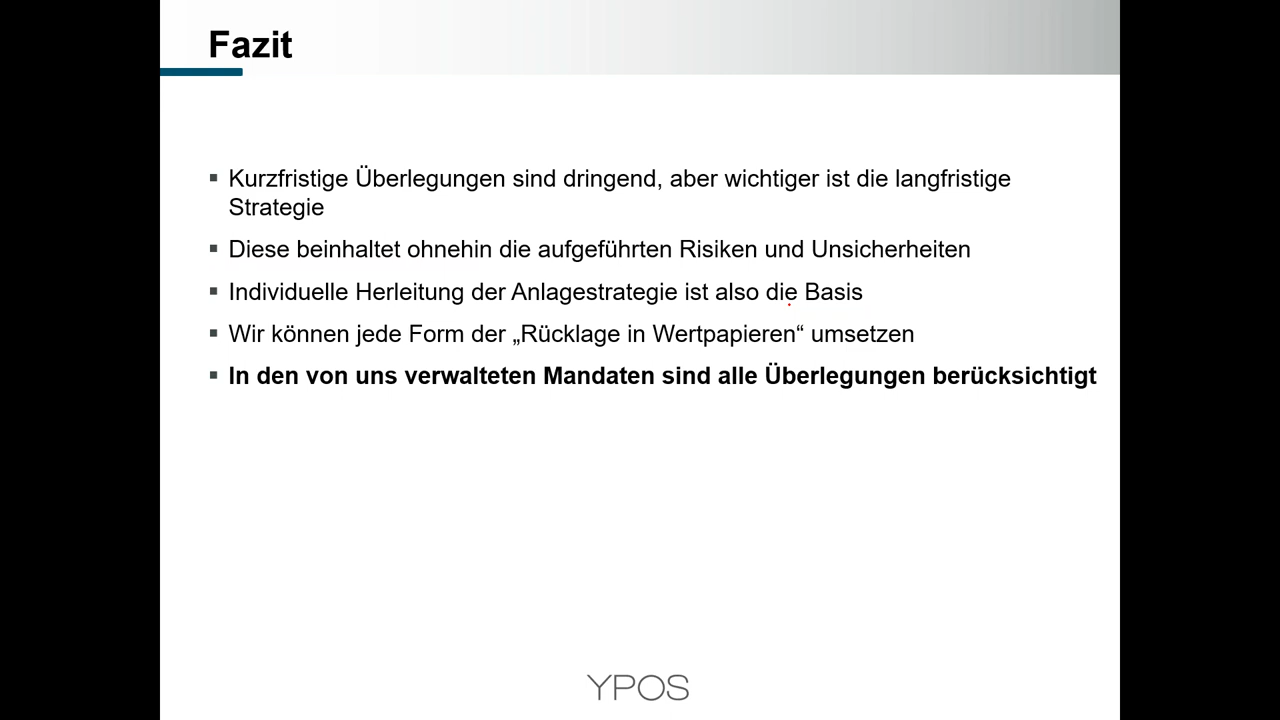 Fazit
▪ Kurzfristige Überlegungen sind dringend, aber wichtiger ist die langfristige
Strategie
▪ Diese beinhaltet ohnehin die aufgeführten Risiken und Unsicherheiten
▪ Individuelle Herleitung der Anlagestrategie ist also die Basis
▪ Wir können jede Form der „Rücklage in Wertpapieren“ umsetzen
▪ In den von uns verwalteten Mandaten sind alle Überlegungen berücksichtigt
YPOS